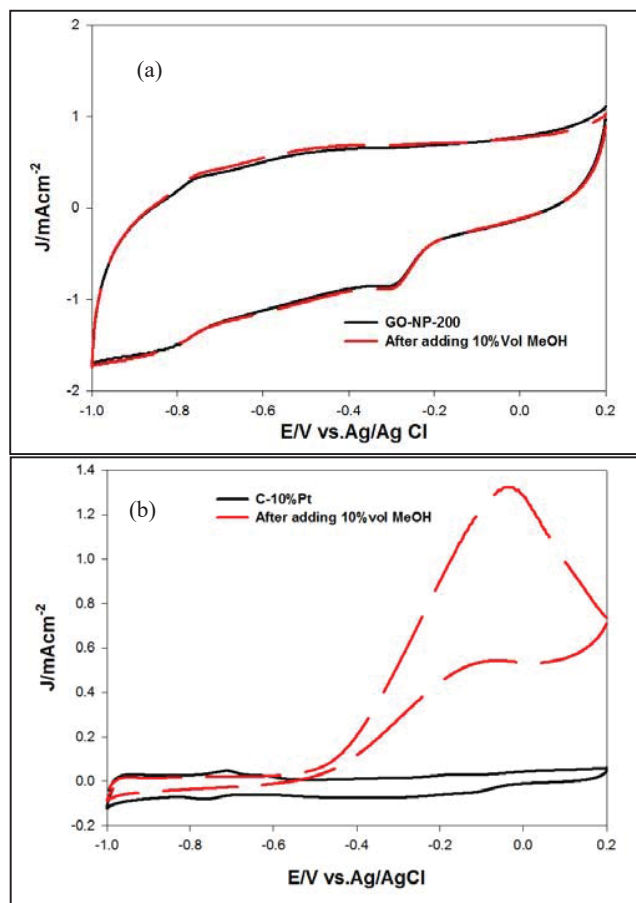 (a)
2
1
0
-1
-2
J/mAcm-2
GO-NP-200
After adding 10%Vol MeOH
-1.0 -0.8 -0.6 -0.4 -0.2 0.0 0.2
E/V vs.Ag/Ag Cl
(b)
1.4
1.2
1.0
0.8
0.6
0.4
0.2
0.0
-0.2
J/mAcm-2
C-10%Pt
After adding 10%vol MeOH
-1.0 -0.8 -0.6 -0.4 -0.2 0.0 0.2
E/V vs.Ag/AgCl